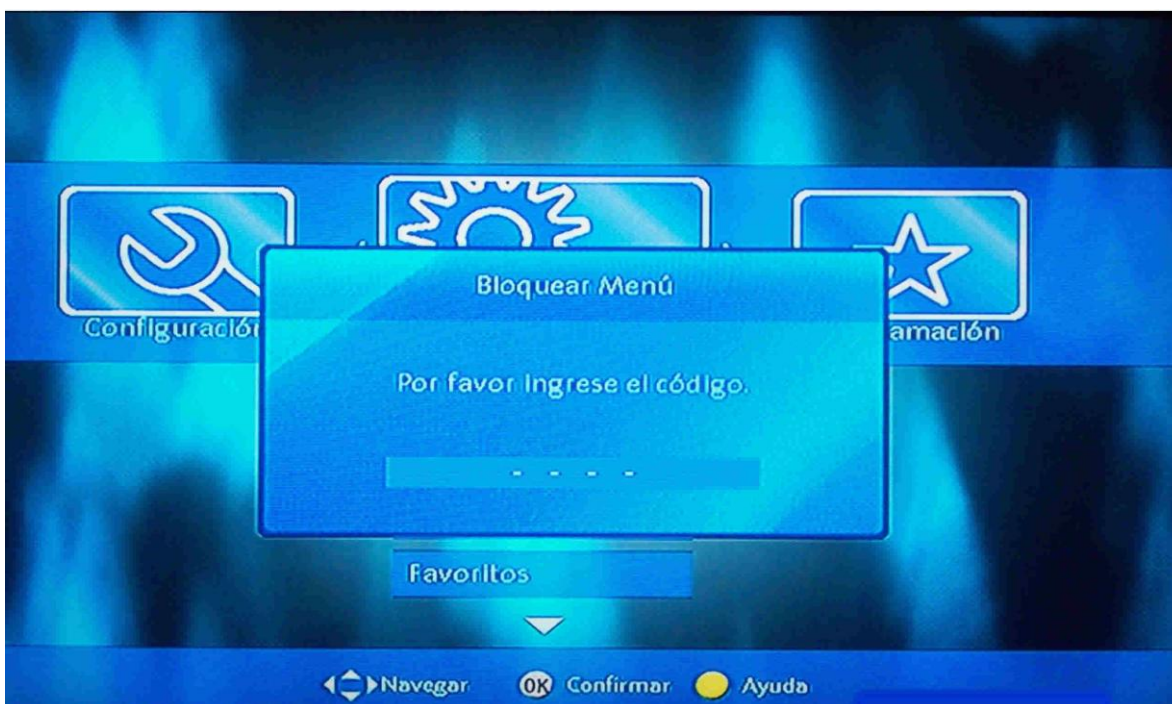 Bloquear Menú
Por favor Ingrese el código.
- - - -
Configuración
amación
Favoritos
Navegar OK Confirmar Ayuda